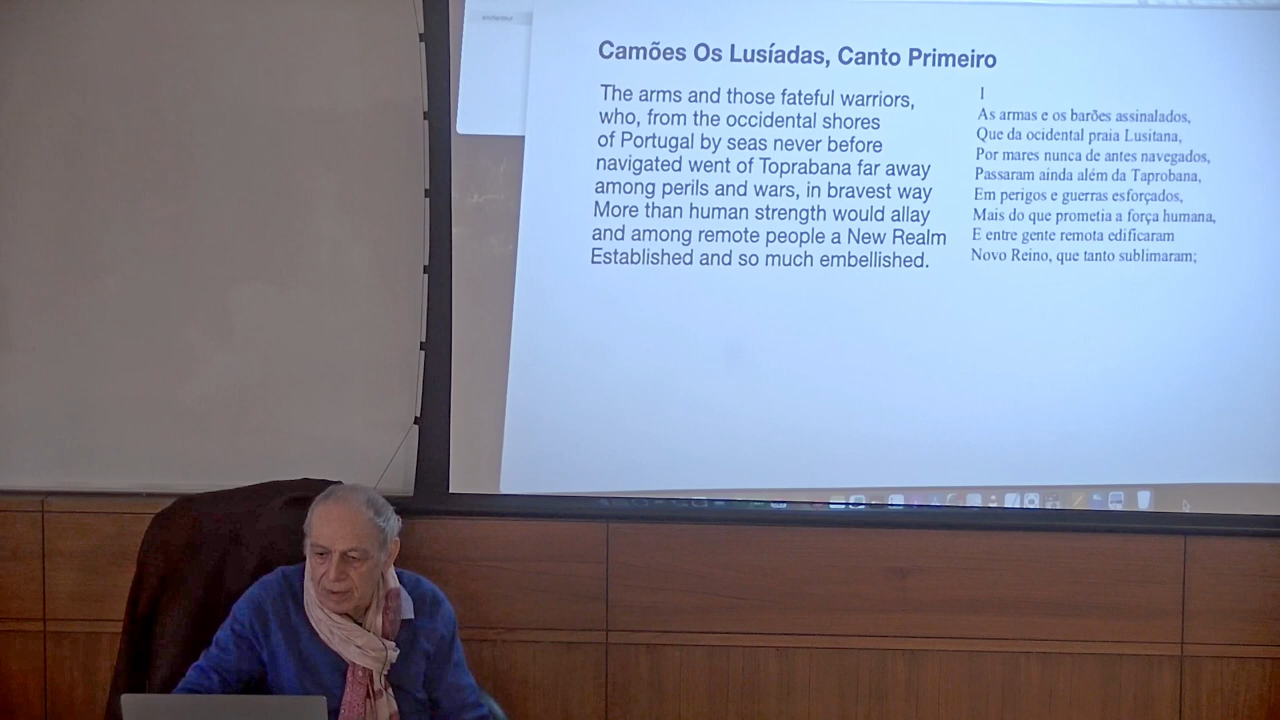 Camões Os Lusíadas, Canto Primeiro
The arms and those fateful warriors,
who, from the occidental shores
of Portugal by seas never before
navigated went of Toprabana far away
among perils and wars, in bravest way
More than human strength would allay
and among remote people a New Realm
Established and so much embellished.
I
As armas e os barões assinalados,
Que da ocidental praia Lusitana,
Por mares nunca de antes navegados,
Passaram ainda além da Taprobana,
Em perigos e guerras esforçados,
Mais do que prometia a força humana,
E entre gente remota edificaram
Novo Reino, que tanto sublimaram;